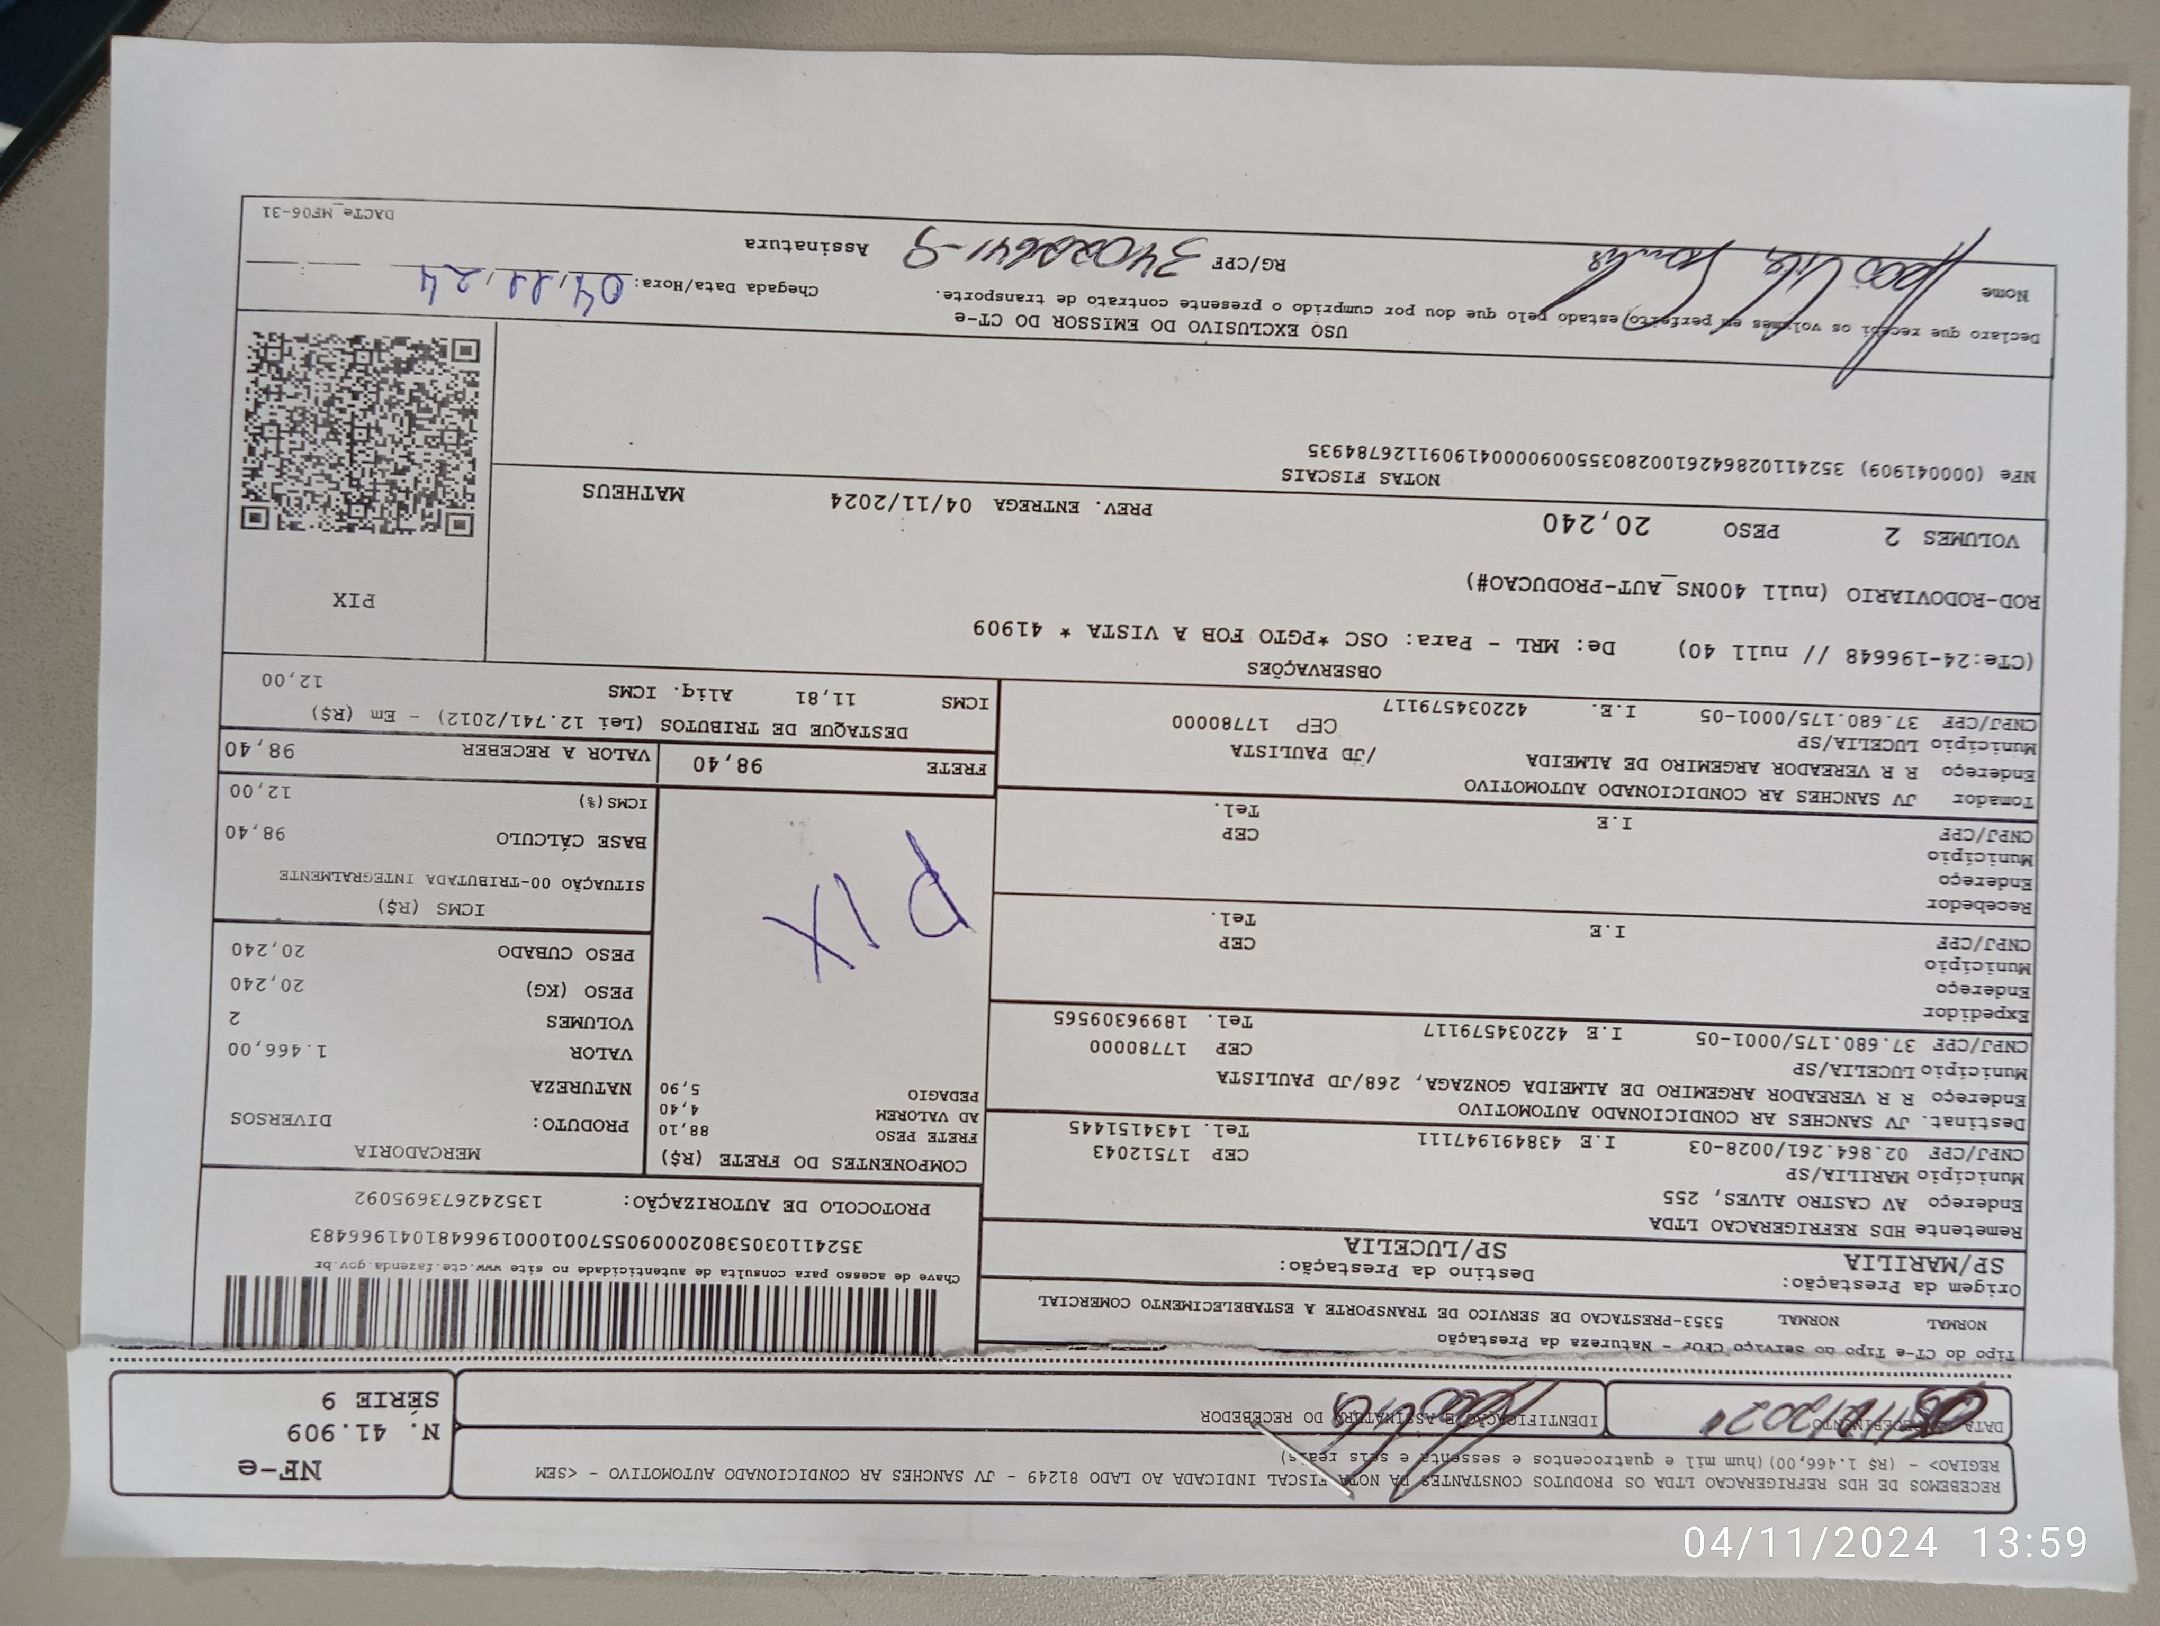 RECEBEMOS DE HDS REFRIGERACAO LTDA OS PRODUTOS CONSTANTES DA NOTA FISCAL INDICADA AO LADO 81249 - JV SANCHES AR CONDICIONADO AUTOMOTIVO - <SEM
REGIAO> - (R$ 1.466,00) (hum mil e quatrocentos e sessenta e seis reais)
NF-e
N. 41.909
SÉRIE 9
DATA
IDENTIFICAÇÃO E ASSINATURA DO RECEBEDOR
Tipo do CT-e Tipo do Serviço CFOP - Natureza da Prestação
NORMAL NORMAL 5353-PRESTACAO DE SERVICO DE TRANSPORTE A ESTABELECIMENTO COMERCIAL
Origem da Prestação: Destino da Prestação:
SP/MARILIA SP/LUCELIA
Chave de acesso para consulta de autenticidade no site www.cte.fazenda.gov.br
35241103053802000905570010001966481041966483
PROTOCOLO DE AUTORIZAÇÃO: 135242673695092
Remetente HDS REFRIGERACAO LTDA
Endereço AV CASTRO ALVES, 255
Município MARILIA/SP CEP 17512043
CNPJ/CPF 02.864.261/0028-03 I.E 438491947111 Tel. 1434151445
Destinat. JV SANCHES AR CONDICIONADO AUTOMOTIVO
Endereço R R VEREADOR ARGEMIRO DE ALMEIDA GONZAGA, 268/JD PAULISTA
Município LUCELIA/SP CEP 17780000
CNPJ/CPF 37.680.175/0001-05 I.E 422034579117 Tel. 18996309565
Expedidor
Endereço
Município CEP
CNPJ/CPF I.E Tel.
Recebedor
Endereço
Município CEP
CNPJ/CPF I.E Tel.
Tomador JV SANCHES AR CONDICIONADO AUTOMOTIVO
Endereço R R VEREADOR ARGEMIRO DE ALMEIDA /JD PAULISTA
Município LUCELIA/SP CEP 17780000
CNPJ/CPF 37.680.175/0001-05 I.E. 422034579117
COMPONENTES DO FRETE (R$)
FRETE PESO 88,10
AD VALOREM 4,40
PEDAGIO 5,90
PIX
FRETE 98,40
MERCADORIA
PRODUTO: DIVERSOS
NATUREZA
VALOR 1.466,00
VOLUMES 2
PESO (KG) 20,240
PESO CUBADO 20,240
ICMS (R$)
SITUAÇÃO 00-TRIBUTADA INTEGRALMENTE
BASE CÁLCULO 98,40
ICMS(%) 12,00
VALOR A RECEBER 98,40
DESTAQUE DE TRIBUTOS (Lei 12.741/2012) - Em (R$)
ICMS 11,81 Aliq. ICMS 12,00
OBSERVAÇÕES
(CTe:24-196648 // null 40) De: MRL - Para: OSC *PGTO FOB A VISTA * 41909
ROD-RODOVIARIO (null 400NS_AUT-PRODUCAO#)
VOLUMES 2 PESO 20,240 PREV. ENTREGA 04/11/2024 MATHEUS
PIX
NOTAS FISCAIS
NFe (000041909) 35241102864261002803550090000419091126784935
USO EXCLUSIVO DO EMISSOR DO CT-e
Declaro que recebi os volumes em perfeito estado pelo que dou por cumprido o presente contrato de transporte.
Chegada Data/Hora: 04/11/24
Nome RG/CPF Assinatura
DACTe_MF06-31
04/11/2024 13:59